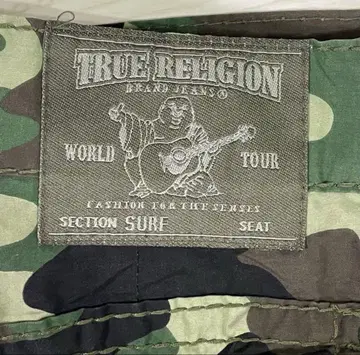 TRUE RELIGION
BRAND JEANS®
WORLD TOUR
FASHION FOR THE SENSES
SECTION SURF SEAT